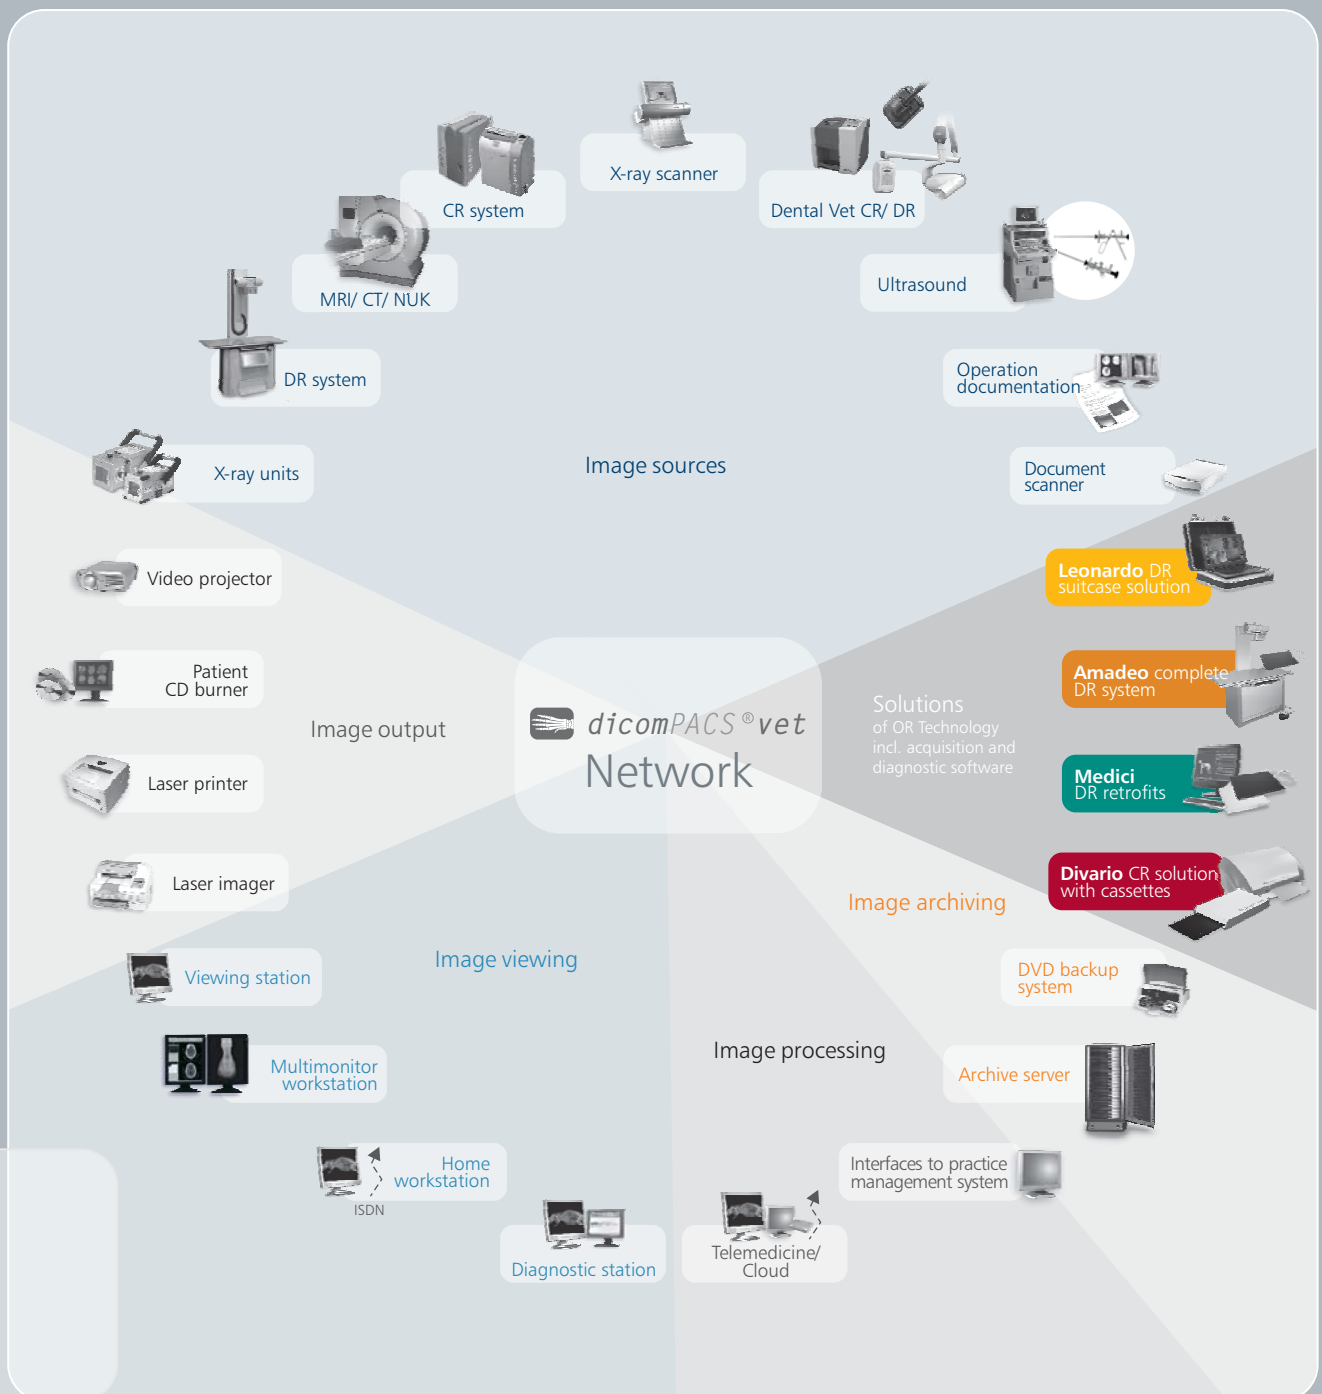 X-ray scanner
CR system
Dental Vet CR/ DR
MRI/ CT/ NUK
Ultrasound
DR system
Operation
documentation
X-ray units
Image sources
Document
scanner
Video projector
Leonardo DR
suitcase solution
Patient
CD burner
Amadeo complete
DR system
Image output
dicomPACS®vet
Network
Solutions
of OR Technology
incl. acquisition and
diagnostic software
Laser printer
Medici
DR retrofits
Laser imager
Divario CR solution
with cassettes
Image archiving
Image viewing
Viewing station
DVD backup
system
Image processing
Multimonitor
workstation
Archive server
Home
workstation
ISDN
Interfaces to practice
management system
Diagnostic station
Telemedicine/
Cloud